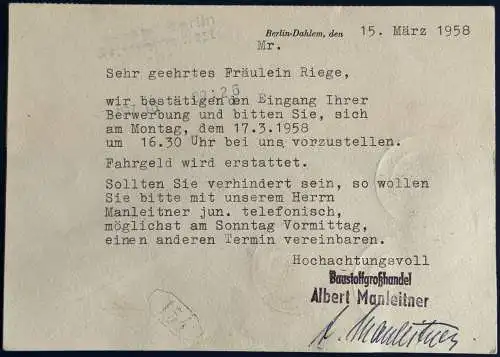 Berlin-Dahlem, den 15. März 1958
Mr.
Sehr geehrtes Fräulein Riege,
wir bestätigen den Eingang Ihrer
Berwerbung und bitten Sie, sich
am Montag, dem 17.3.1958
um 16.30 Uhr bei uns vorzustellen.
Fahrgeld wird erstattet.
Sollten Sie verhindert sein, so wollen
Sie bitte mit unserem Herrn
Manleitner jun. telefonisch,
möglichst am Sonntag Vormittag,
einen anderen Termin vereinbaren.
Hochachtungsvoll
Baustoffgroßhandel
Albert Manleitner
A. Manleitner